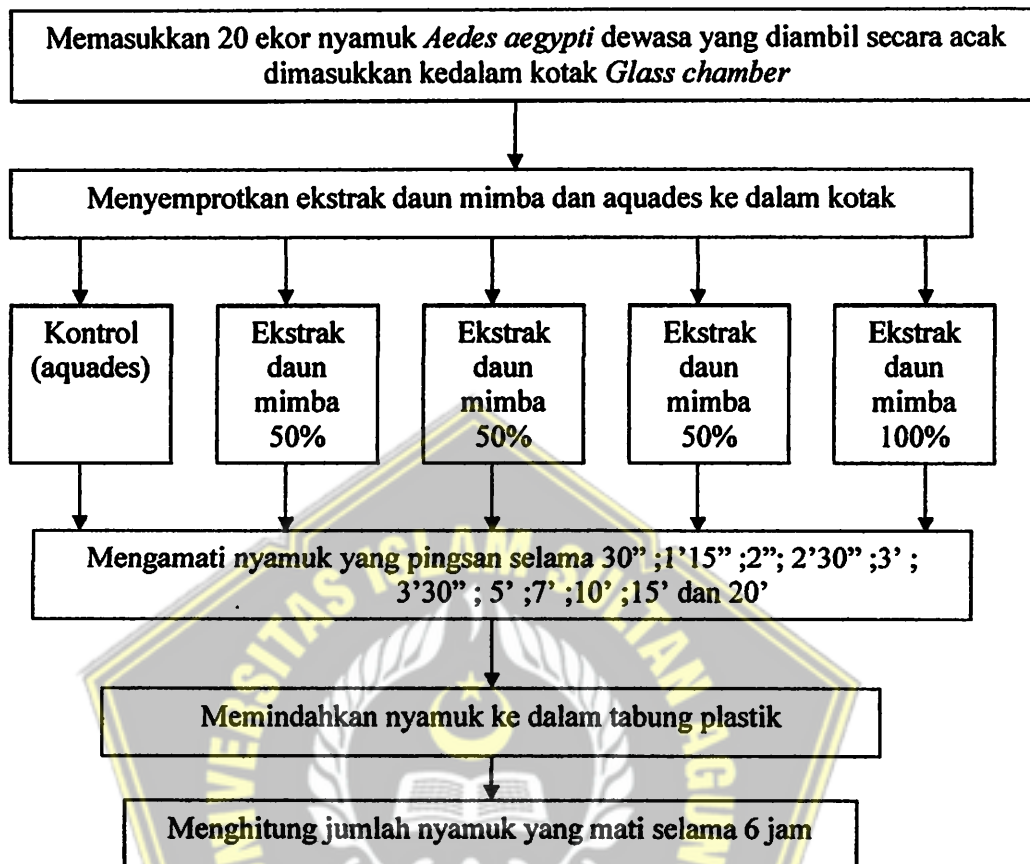 Memasukkan 20 ekor nyamuk Aedes aegypti dewasa yang diambil secara acak
dimasukkan kedalam kotak Glass chamber
Menyemprotkan ekstrak daun mimba dan aquades ke dalam kotak
Kontrol
(aquades)
Ekstrak
daun
mimba
50%
Ekstrak
daun
mimba
50%
Ekstrak
daun
mimba
50%
Ekstrak
daun
mimba
100%
Mengamati nyamuk yang pingsan selama 30” ;1’15” ;2”; 2’30” ;3’ ;
3’30” ; 5’ ;7’ ;10’ ;15’ dan 20’
Memindahkan nyamuk ke dalam tabung plastik
Menghitung jumlah nyamuk yang mati selama 6 jam
UNIVERSITAS ISLAM SULTAN AGUN